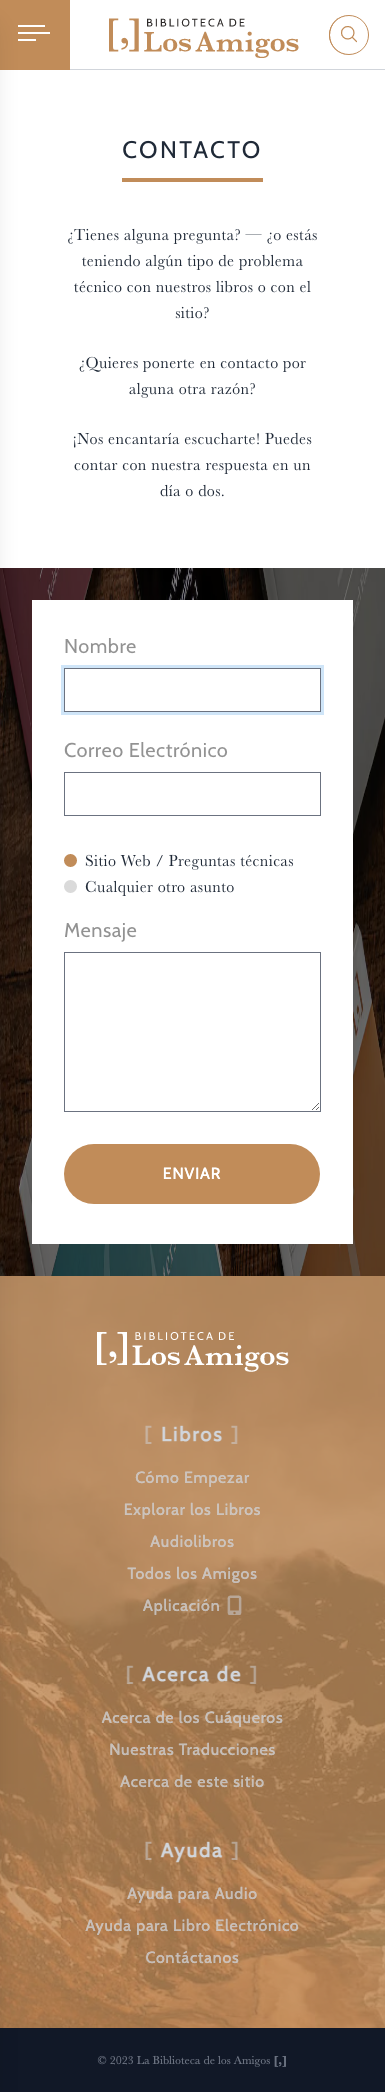 BIBLIOTECA DE
[,] Los Amigos
CONTACTO
¿Tienes alguna pregunta? — ¿o estás
teniendo algún tipo de problema
técnico con nuestros libros o con el
sitio?
¿Quieres ponerte en contacto por
alguna otra razón?
¡Nos encantaría escucharte! Puedes
contar con nuestra respuesta en un
día o dos.
Nombre
Correo Electrónico
Sitio Web / Preguntas técnicas
Cualquier otro asunto
Mensaje
ENVIAR
BIBLIOTECA DE
[,] Los Amigos
[ Libros ]
Cómo Empezar
Explorar los Libros
Audiolibros
Todos los Amigos
Aplicación
[ Acerca de ]
Acerca de los Cuáqueros
Nuestras Traducciones
Acerca de este sitio
[ Ayuda ]
Ayuda para Audio
Ayuda para Libro Electrónico
Contáctanos
© 2023 La Biblioteca de los Amigos [,]